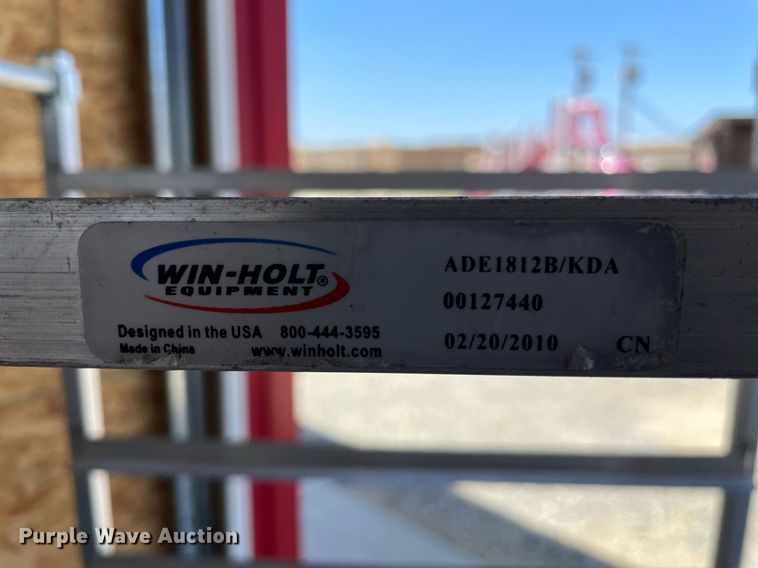 WIN-HOLT®
EQUIPMENT
Designed in the USA 800-444-3595
Made in China www.winholt.com
ADE1812B/KDA
00127440
02/20/2010 CN
Purple Wave Auction